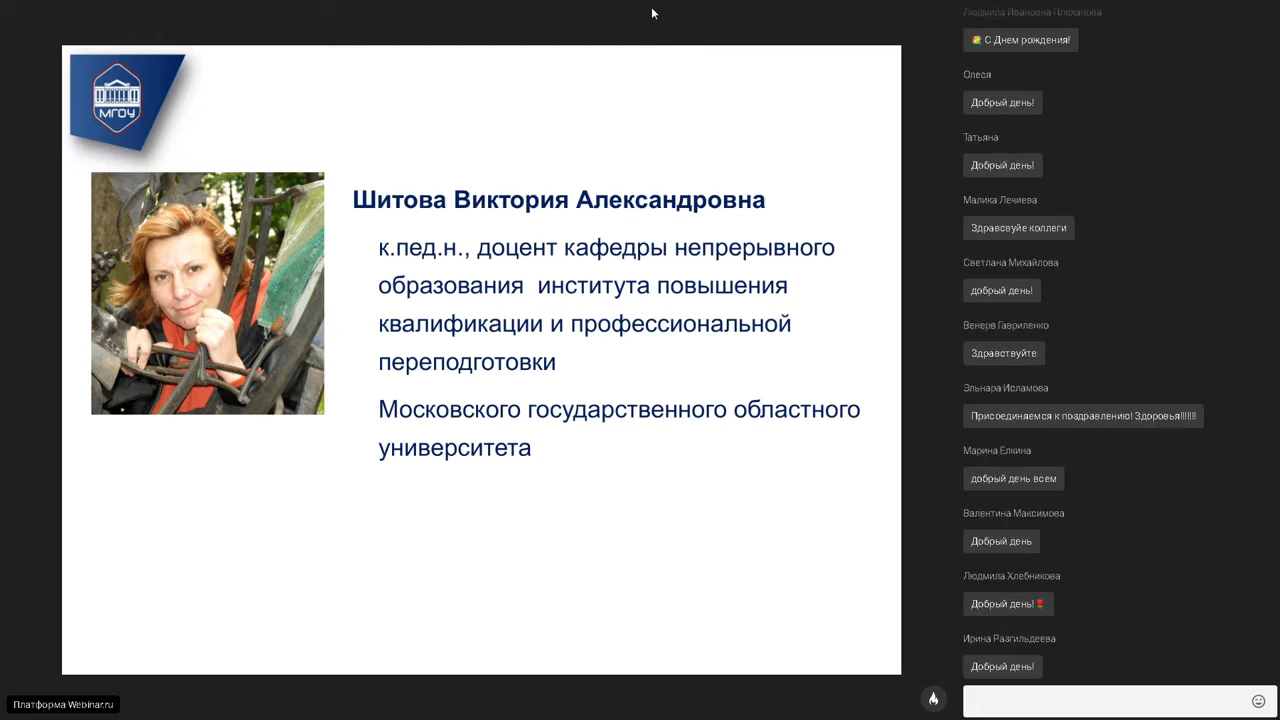 МГОУ
Шитова Виктория Александровна
к.пед.н., доцент кафедры непрерывного
образования института повышения
квалификации и профессиональной
переподготовки
Московского государственного областного
университета
Людмила Ивановна Плеханова
С Днем рождения!
Олеся
Добрый день!
Татьяна
Добрый день!
Малика Лечиева
Здравсвуйе коллеги
Светлана Михайлова
добрый день!
Венерв Гавриленко
Здравствуйте
Эльнара Исламова
Присоединяемся к поздравлению! Здоровья!!!!!!!
Марина Елкина
добрый день всем
Валентина Максимова
Добрый день
Людмила Хлебникова
Добрый день!
Ирина Разгильдеева
Добрый день!
Платформа Webinar.ru